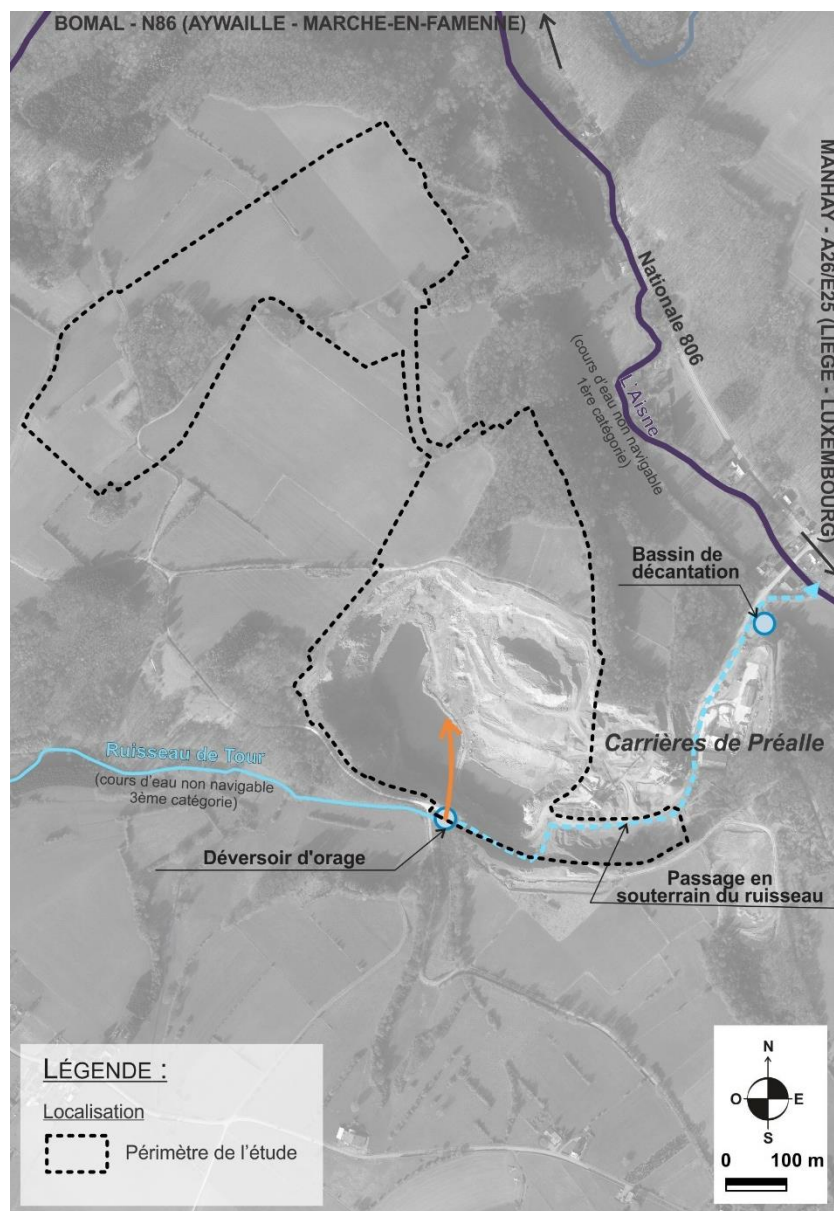 BOMAL - N86 (AYWAILLE - MARCHE-EN-FAMENNE)
MANHAY - A26/E25 (LIEGE - LUXEMBOURG)
Nationale 806
L'Aisne
(cours d'eau non navigable
1ère catégorie)
Bassin de
décantation
Carrières de Préalle
Ruisseau de Tour
(cours d'eau non navigable
3ème catégorie)
Déversoir d'orage
Passage en
souterrain du ruisseau
LÉGENDE :
Localisation
Périmètre de l'étude
N
O E
S
0 100 m